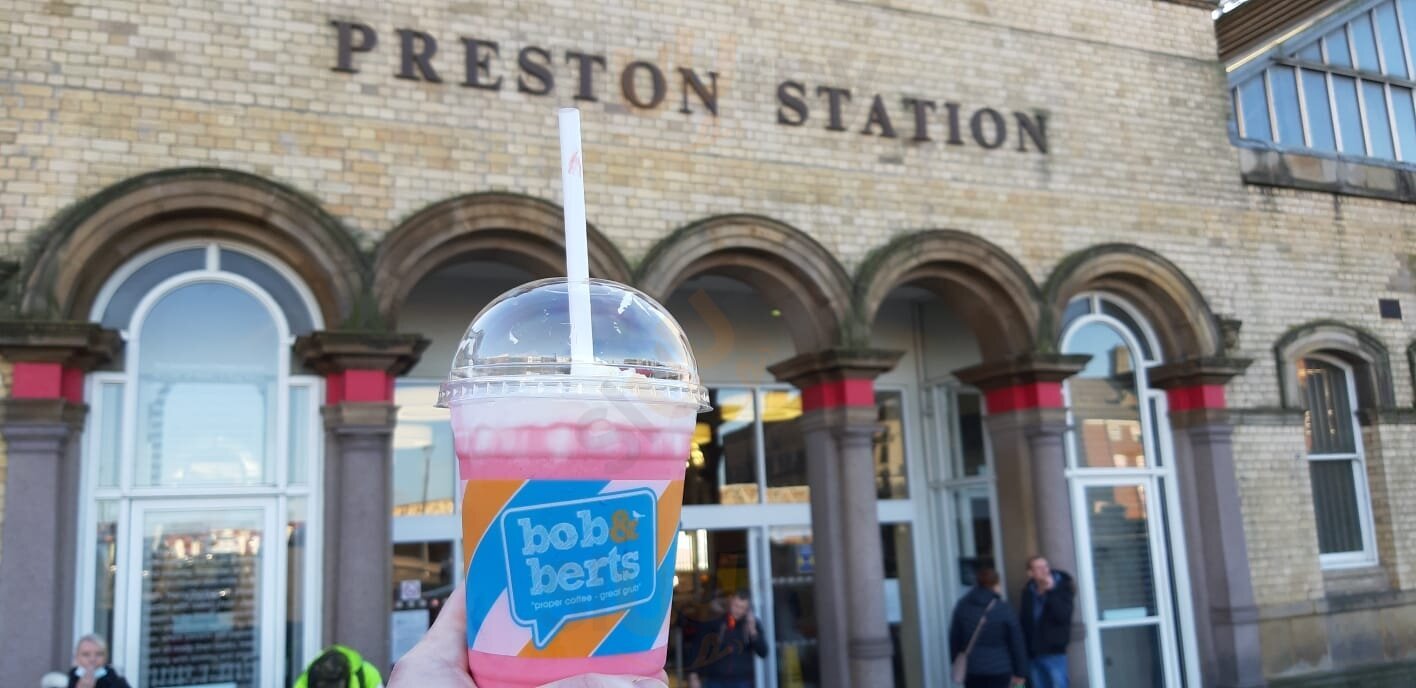 PRESTON STATION
bob&
berts
"proper coffee - great grub"